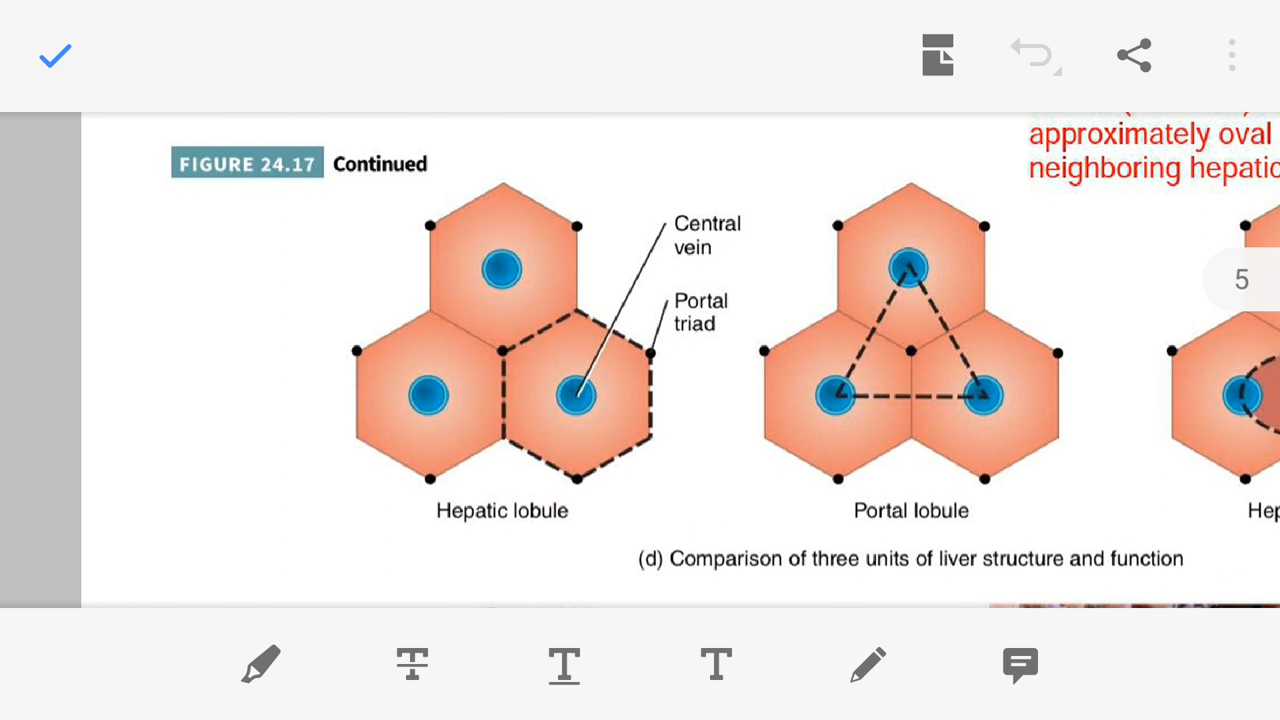 approximately oval
neighboring hepatic
FIGURE 24.17 Continued
Central
vein
Portal
triad
5
Hepatic lobule
Portal lobule
Hep
(d) Comparison of three units of liver structure and function